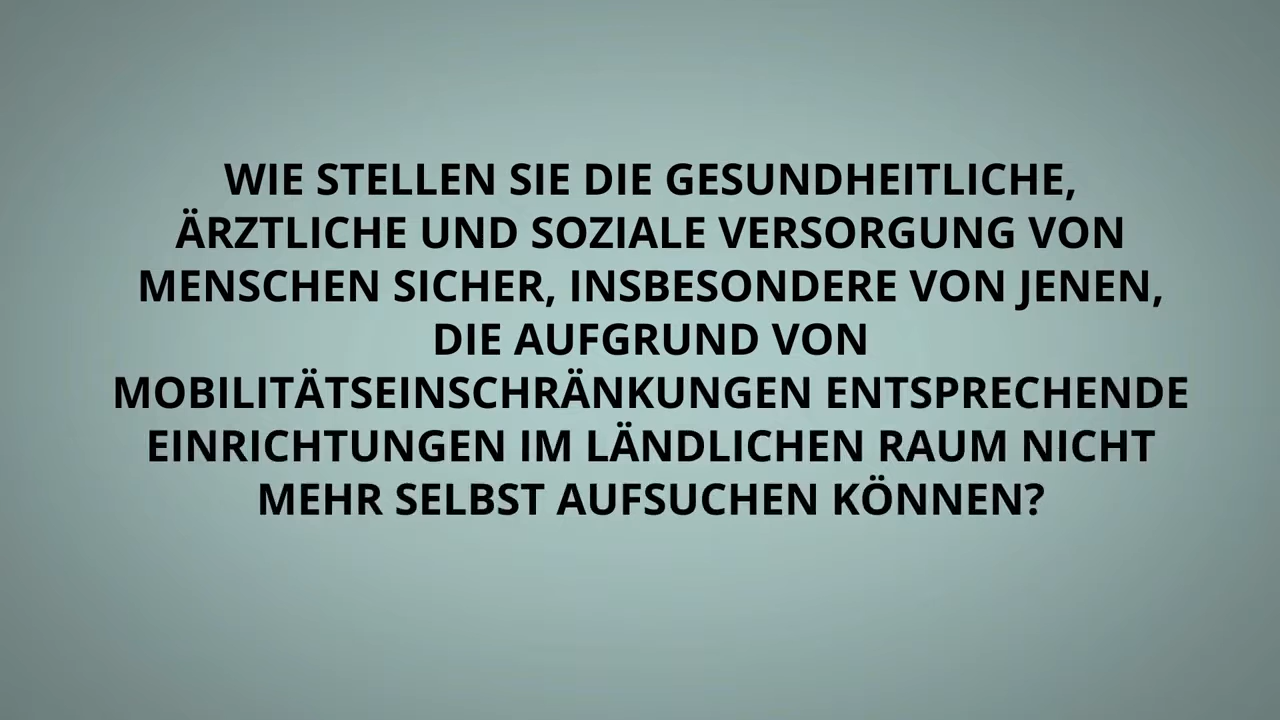 WIE STELLEN SIE DIE GESUNDHEITLICHE,
ÄRZTLICHE UND SOZIALE VERSORGUNG VON
MENSCHEN SICHER, INSBESONDERE VON JENEN,
DIE AUFGRUND VON
MOBILITÄTSEINSCHRÄNKUNGEN ENTSPRECHENDE
EINRICHTUNGEN IM LÄNDLICHEN RAUM NICHT
MEHR SELBST AUFSUCHEN KÖNNEN?